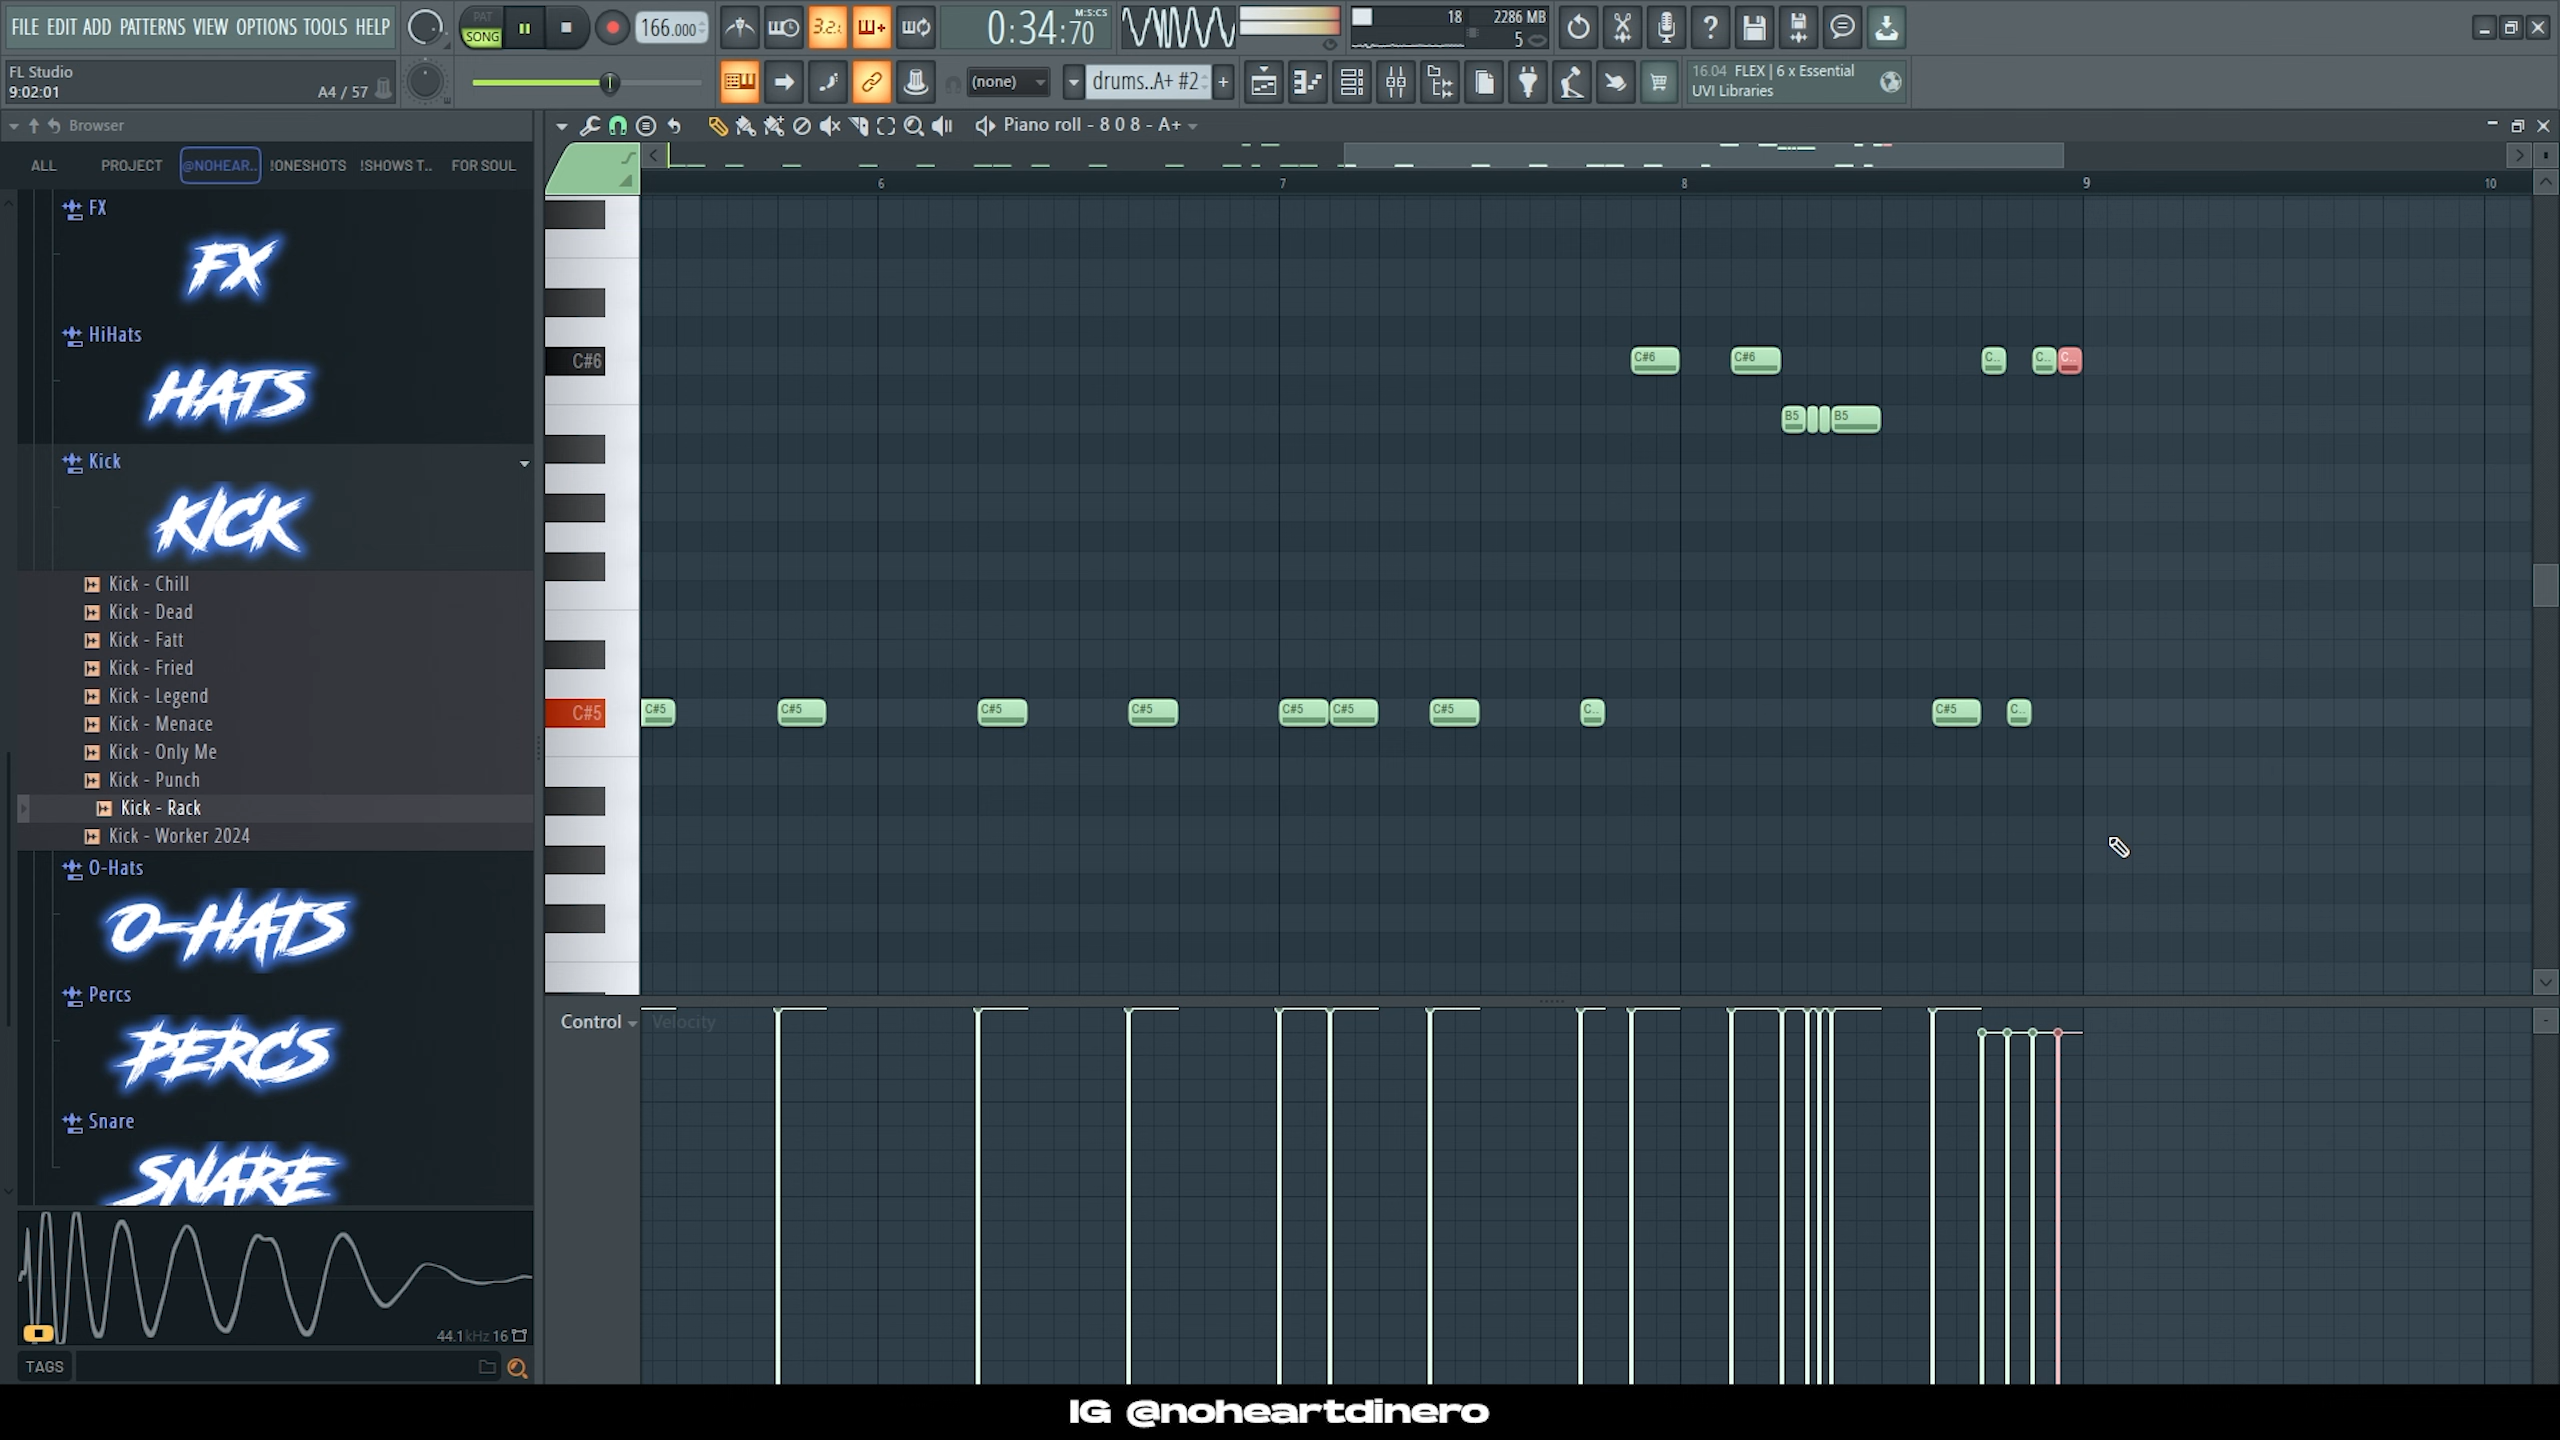 FILE EDIT ADD PATTERNS VIEW OPTIONS TOOLS HELP
PAT
SONG
166.000
3.2.
0:34:70
M:S:CS
18
2286 MB
5
FL Studio
9:02:01
A4 / 57
(none)
drums..A+ #2
16.04 FLEX | 6 x Essential
UVI Libraries
Browser
Piano roll - 8 0 8 - A+
ALL
PROJECT
@NOHEAR..
!ONESHOTS
!SHOWS T..
FOR SOUL
6
7
8
9
10
FX
FX
HiHats
HATS
Kick
KICK
Kick - Chill
Kick - Dead
Kick - Fatt
Kick - Fried
Kick - Legend
Kick - Menace
Kick - Only Me
Kick - Punch
Kick - Rack
Kick - Worker 2024
O-Hats
O-HATS
Percs
PERCS
Snare
SNARE
44.1kHz 16
TAGS
C#6
C#6
C#6
C..
C..
C..
B5
B5
C#5
C#5
C#5
C#5
C#5
C#5
C#5
C#5
C..
C#5
C..
Control
Velocity
IG @noheartdinero